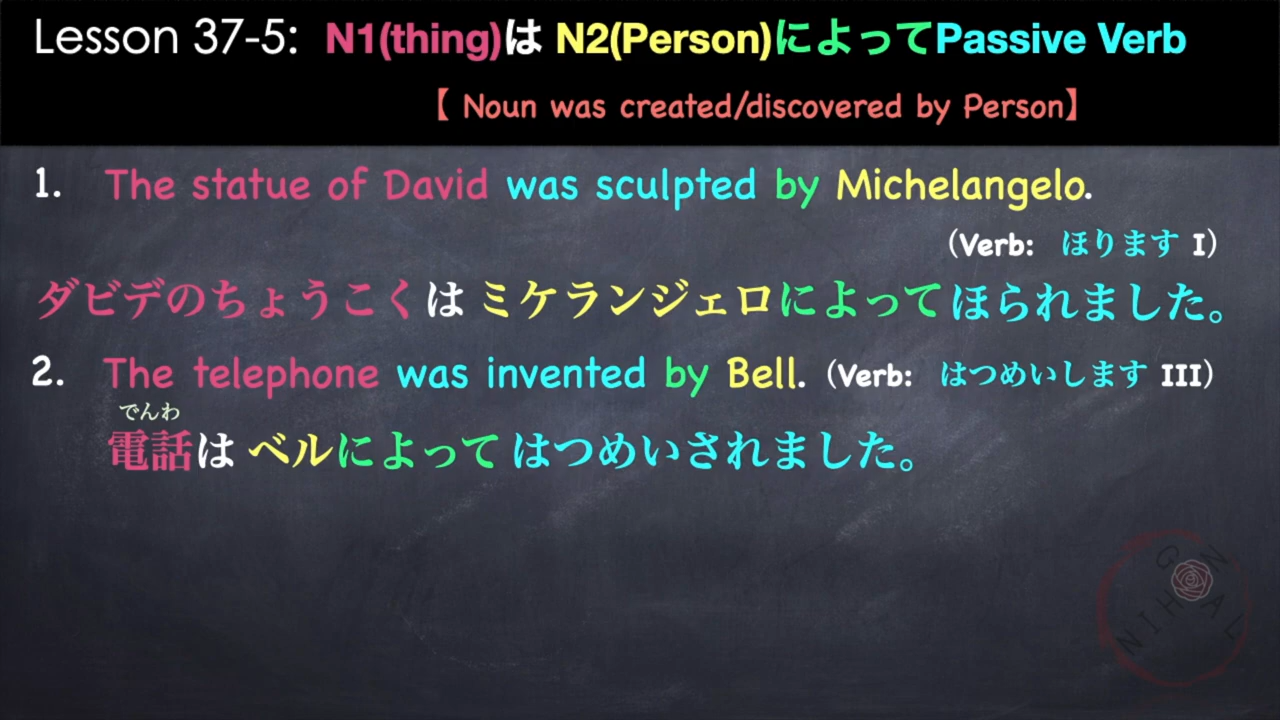 Lesson 37-5: N1(thing)は N2(Person)によってPassive Verb
【 Noun was created/discovered by Person】
1. The statue of David was sculpted by Michelangelo.
(Verb: ほります I)
ダビデのちょうこくは ミケランジェロによって ほられました。
2. The telephone was invented by Bell. (Verb: はつめいします III)
でんわ
電話は ベルによって はつめいされました。
NIHONGOAL